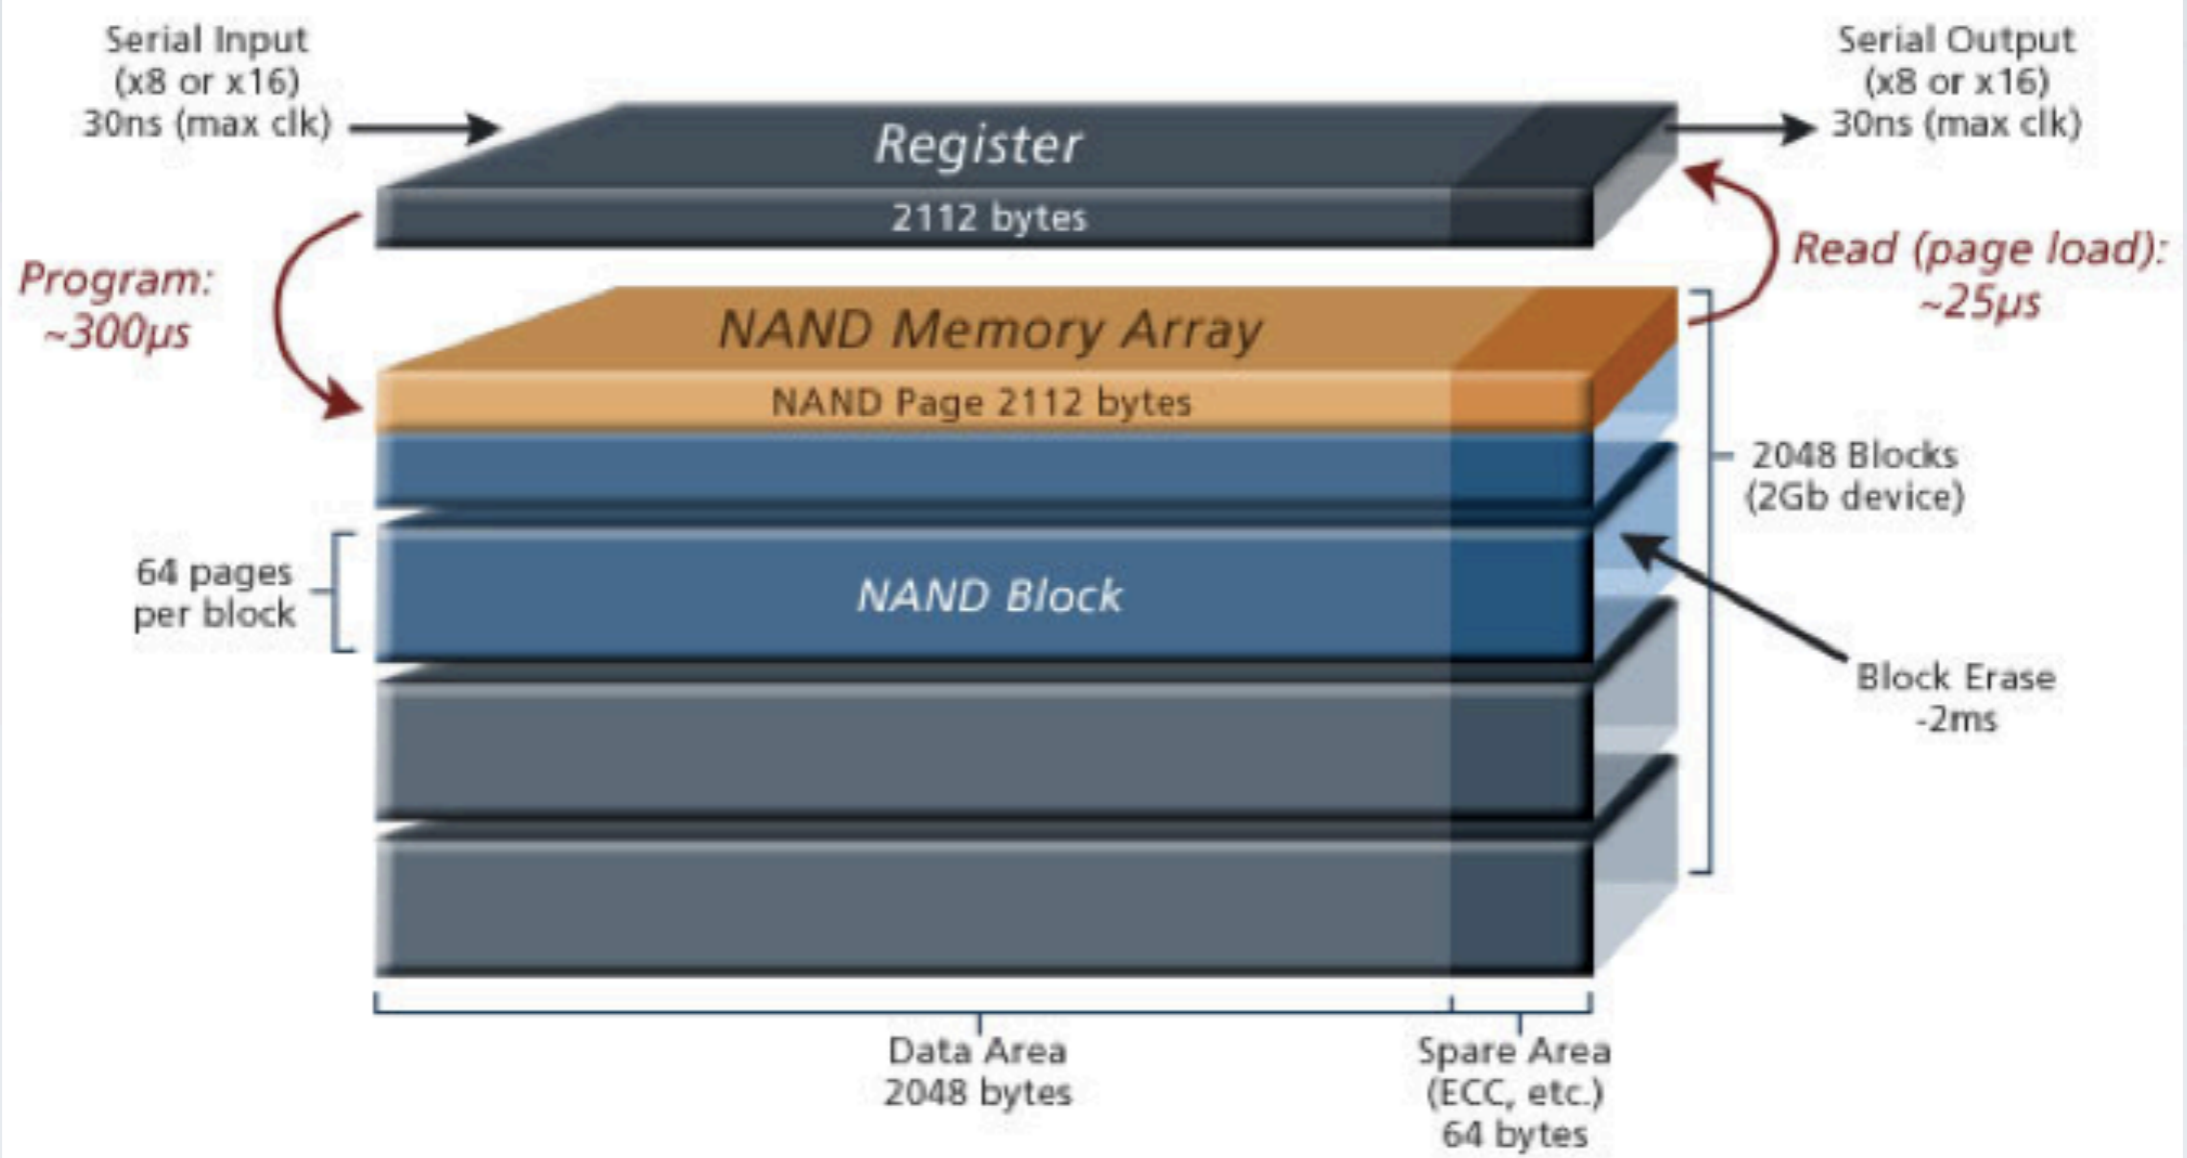 Serial Input
(x8 or x16)
30ns (max clk)
Serial Output
(x8 or x16)
30ns (max clk)
Register
2112 bytes
Program:
~300µs
Read (page load):
~25µs
NAND Memory Array
NAND Page 2112 bytes
2048 Blocks
(2Gb device)
64 pages
per block
NAND Block
Block Erase
-2ms
Data Area
2048 bytes
Spare Area
(ECC, etc.)
64 bytes